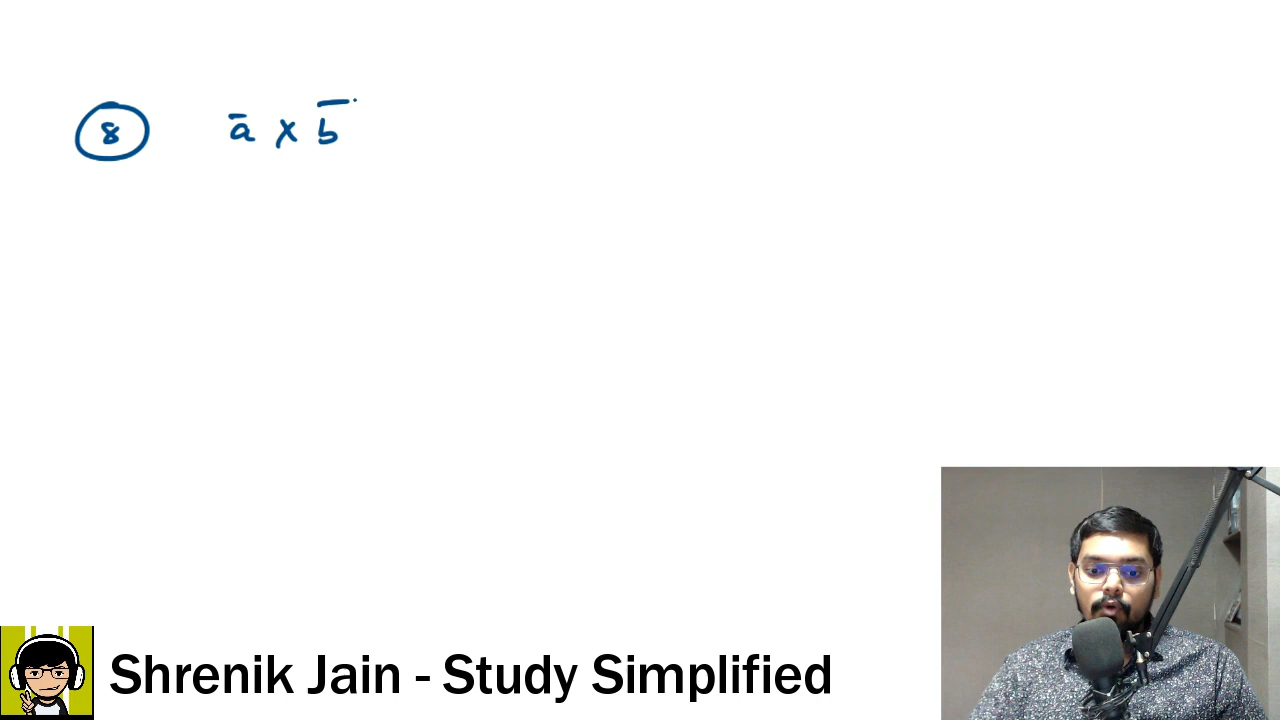 8 ā × b̅
Shrenik Jain - Study Simplified